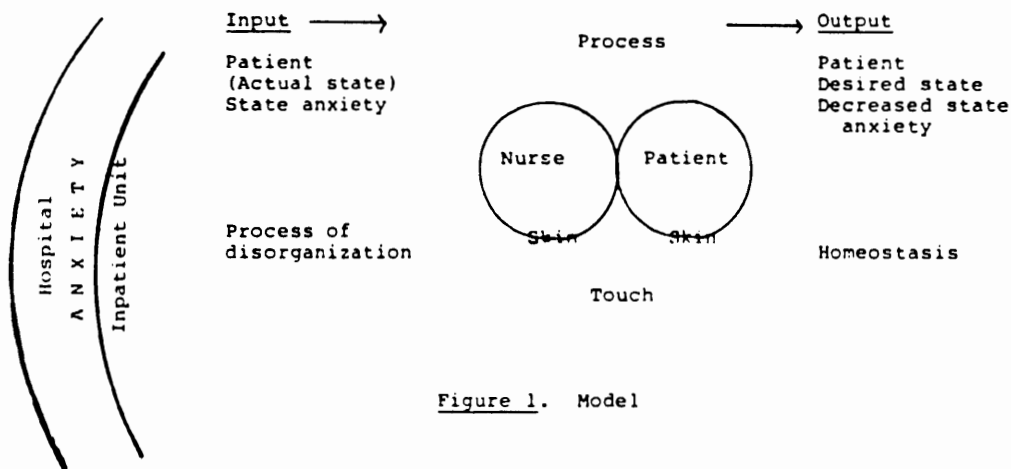 Hospital
ANXIETY
Inpatient Unit
Input
Patient
(Actual state)
State anxiety
Process of
disorganization
Process
Nurse
Patient
Skin
Skin
Touch
Output
Patient
Desired state
Decreased state
anxiety
Homeostasis
Figure 1. Model